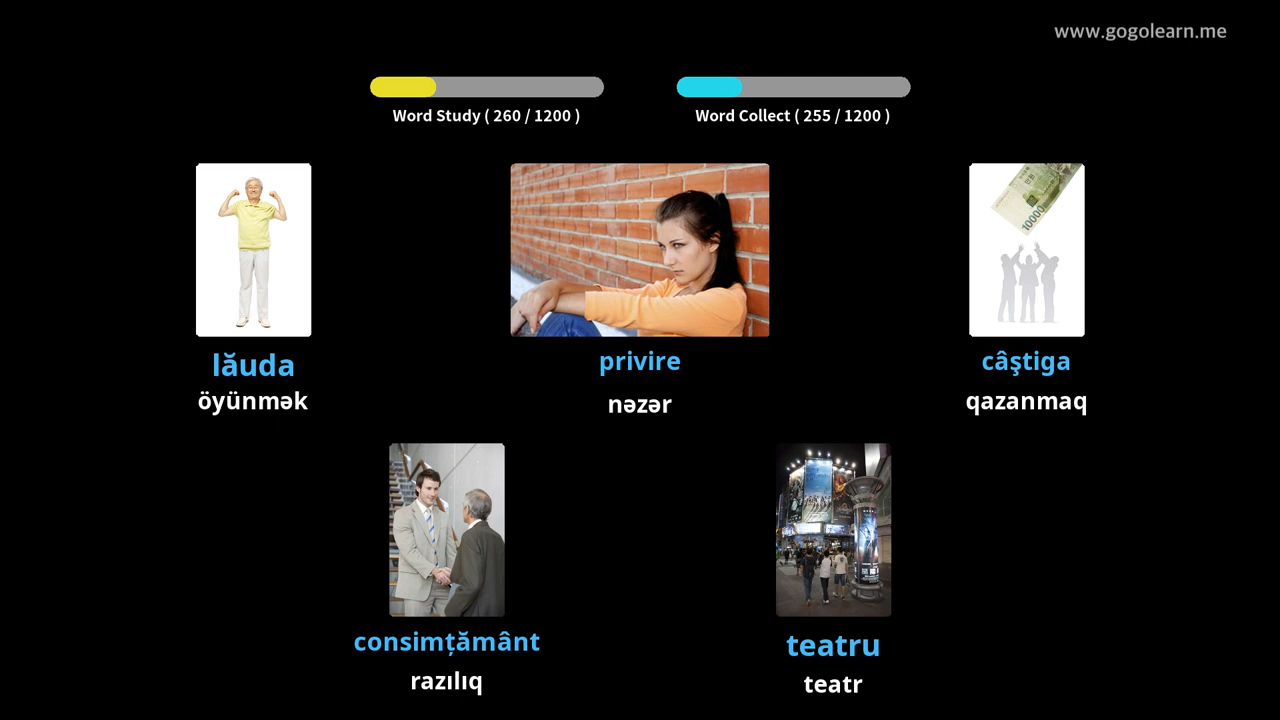 www.gogolearn.me
Word Study ( 260 / 1200 )
Word Collect ( 255 / 1200 )
10000
lăuda
öyünmək
privire
nəzər
câştiga
qazanmaq
consimțământ
razılıq
teatru
teatr